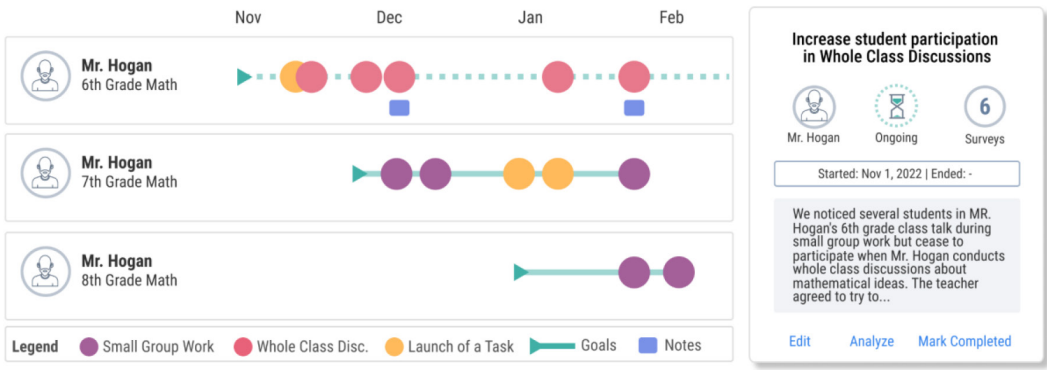 Nov Dec Jan Feb
Mr. Hogan
6th Grade Math
Mr. Hogan
7th Grade Math
Mr. Hogan
8th Grade Math
Legend Small Group Work Whole Class Disc. Launch of a Task Goals Notes
Increase student participation
in Whole Class Discussions
6
Mr. Hogan Ongoing Surveys
Started: Nov 1, 2022 | Ended: -
We noticed several students in MR.
Hogan's 6th grade class talk during
small group work but cease to
participate when Mr. Hogan conducts
whole class discussions about
mathematical ideas. The teacher
agreed to try to...
Edit Analyze Mark Completed